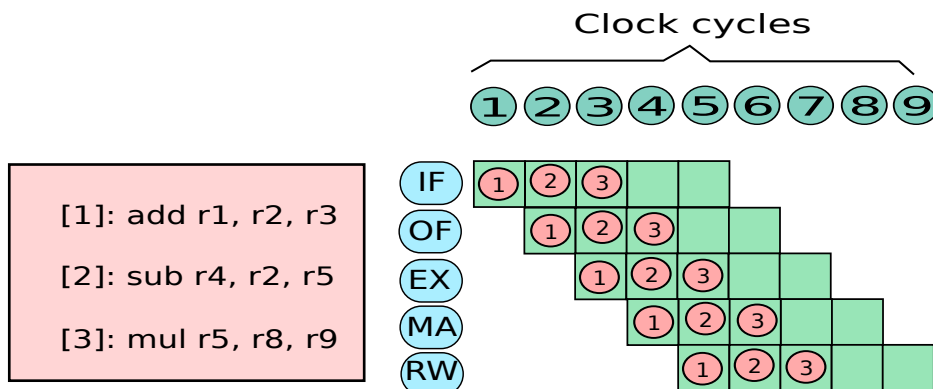 Clock cycles
1 2 3 4 5 6 7 8 9
[1]: add r1, r2, r3
[2]: sub r4, r2, r5
[3]: mul r5, r8, r9
IF 1 2 3
OF 1 2 3
EX 1 2 3
MA 1 2 3
RW 1 2 3